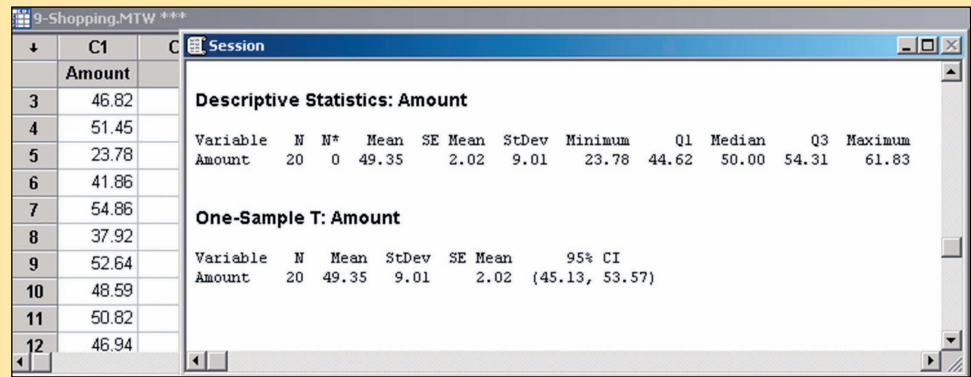 9-Shopping.MTW ***
↓ C1 C
Amount
3 46.82
4 51.45
5 23.78
6 41.86
7 54.86
8 37.92
9 52.64
10 48.59
11 50.82
12 46.94
Session
Descriptive Statistics: Amount
Variable N N* Mean SE Mean StDev Minimum Q1 Median Q3 Maximum
Amount 20 0 49.35 2.02 9.01 23.78 44.62 50.00 54.31 61.83
One-Sample T: Amount
Variable N Mean StDev SE Mean 95% CI
Amount 20 49.35 9.01 2.02 (45.13, 53.57)